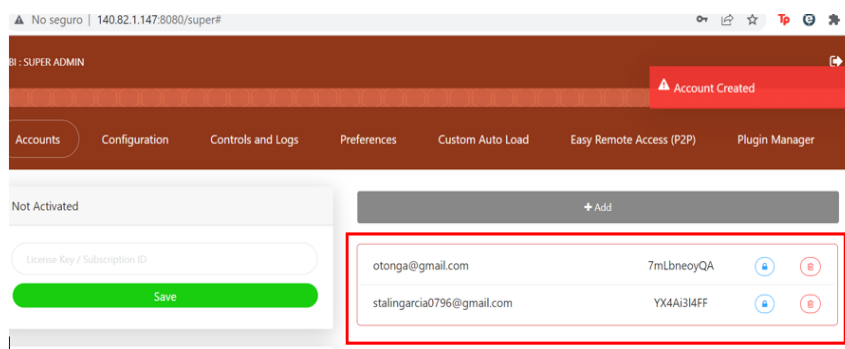 No seguro | 140.82.1.147:8080/super#
BI : SUPER ADMIN
Account Created
Accounts Configuration Controls and Logs Preferences Custom Auto Load Easy Remote Access (P2P) Plugin Manager
Not Activated
+ Add
License Key / Subscription ID
Save
otonga@gmail.com 7mLbneoyQA
stalingarcia0796@gmail.com YX4Ai3l4FF